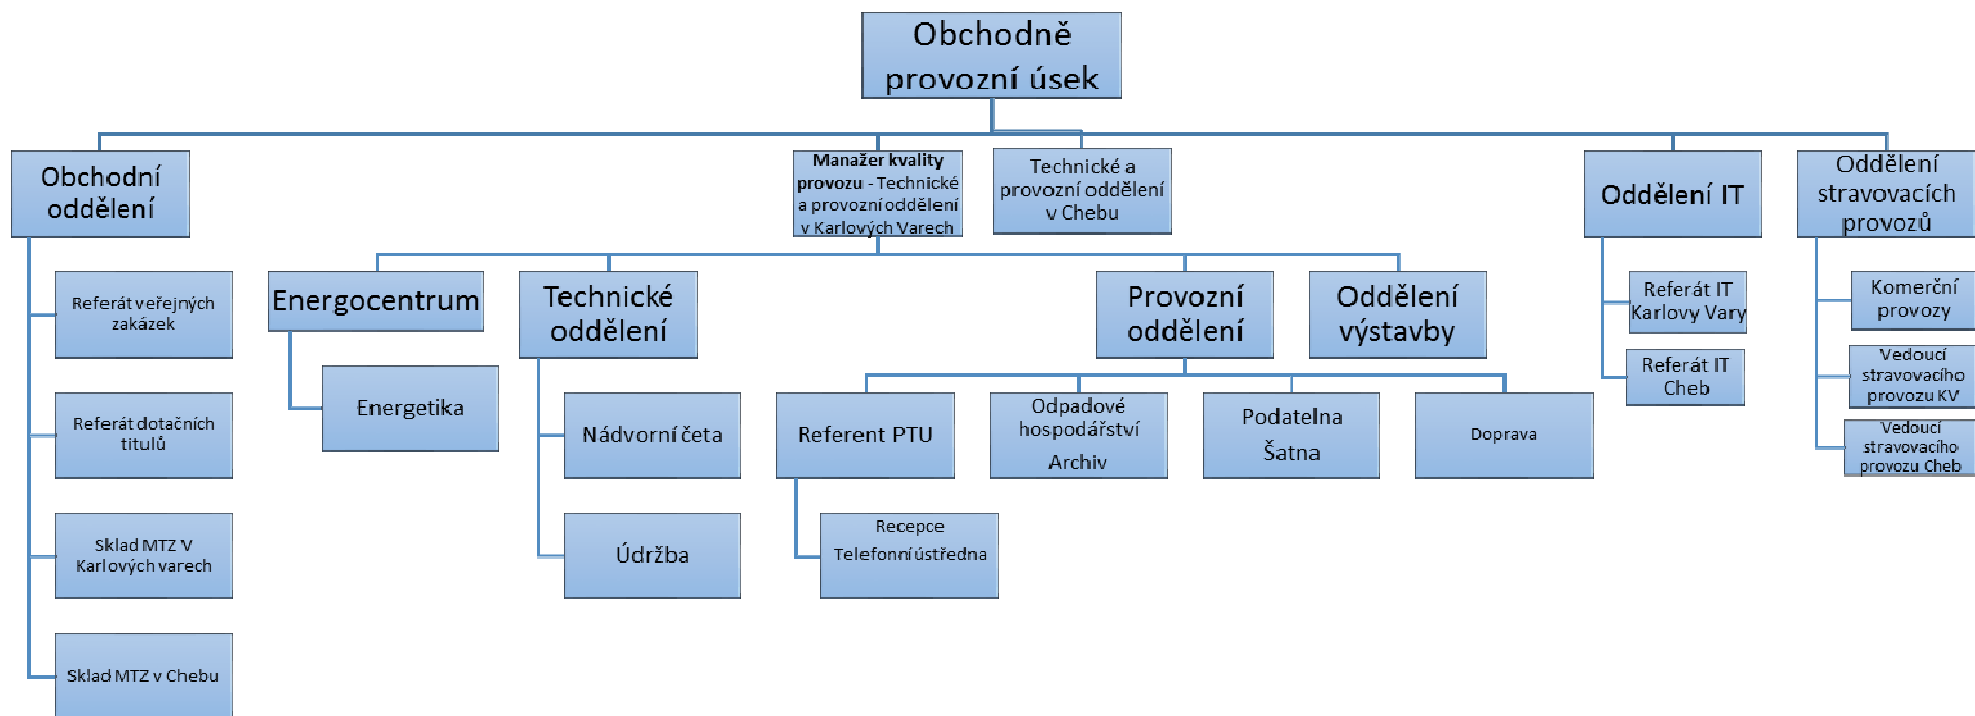 Obchodně
provozní úsek
Obchodní
oddělení
Manažer kvality
provozu - Technické
a provozní oddělení
v Karlových Varech
Technické a
provozní oddělení
v Chebu
Oddělení IT
Oddělení
stravovacích
provozů
Referát veřejných
zakázek
Referát dotačních
titulů
Sklad MTZ V
Karlových varech
Sklad MTZ v Chebu
Energocentrum
Energetika
Technické
oddělení
Nádvorní četa
Údržba
Provozní
oddělení
Oddělení
výstavby
Referent PTU
Recepce
Telefonní ústředna
Odpadové
hospodářství
Archiv
Podatelna
Šatna
Doprava
Referát IT
Karlovy Vary
Referát IT
Cheb
Komerční
provozy
Vedoucí
stravovacího
provozu KV
Vedoucí
stravovacího
provozu Cheb